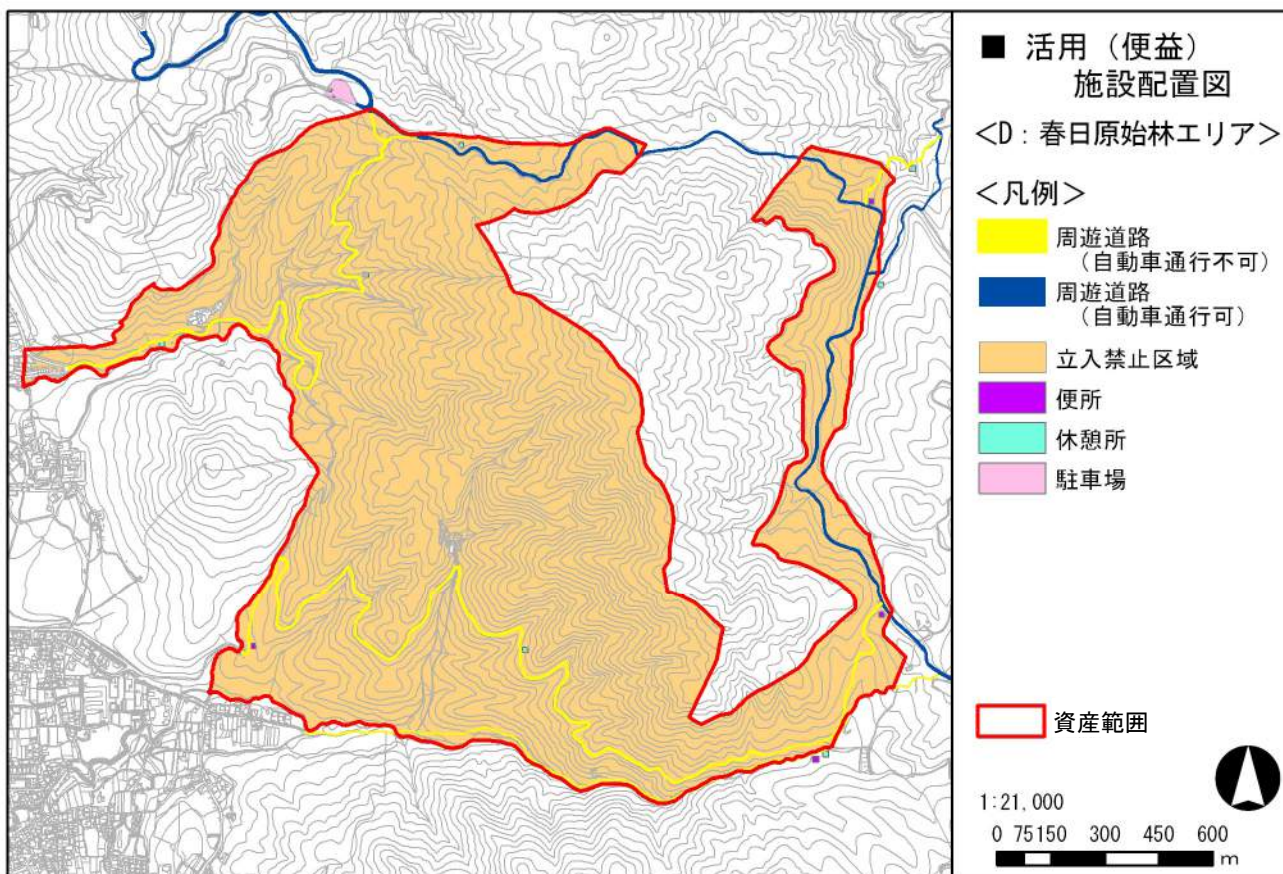 ■ 活用（便益）
施設配置図
＜D：春日原始林エリア＞
＜凡例＞
周遊道路
（自動車通行不可）
周遊道路
（自動車通行可）
立入禁止区域
便所
休憩所
駐車場
資産範囲
1:21,000
0 75 150 300 450 600
m